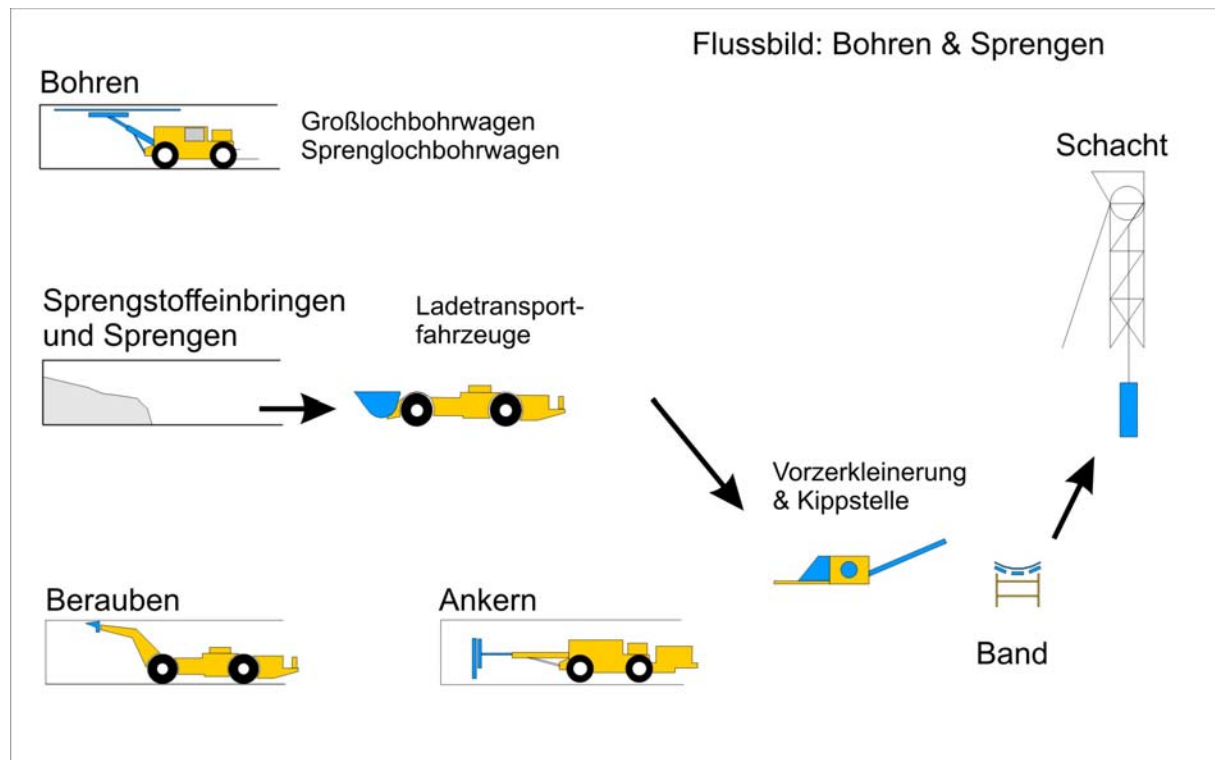 Flussbild: Bohren & Sprengen
Bohren
Großlochbohrwagen
Sprenglochbohrwagen
Schacht
Sprengstoffeinbringen
und Sprengen
Ladetransport-
fahrzeuge
Vorzerkleinerung
& Kippstelle
Berauben
Ankern
Band